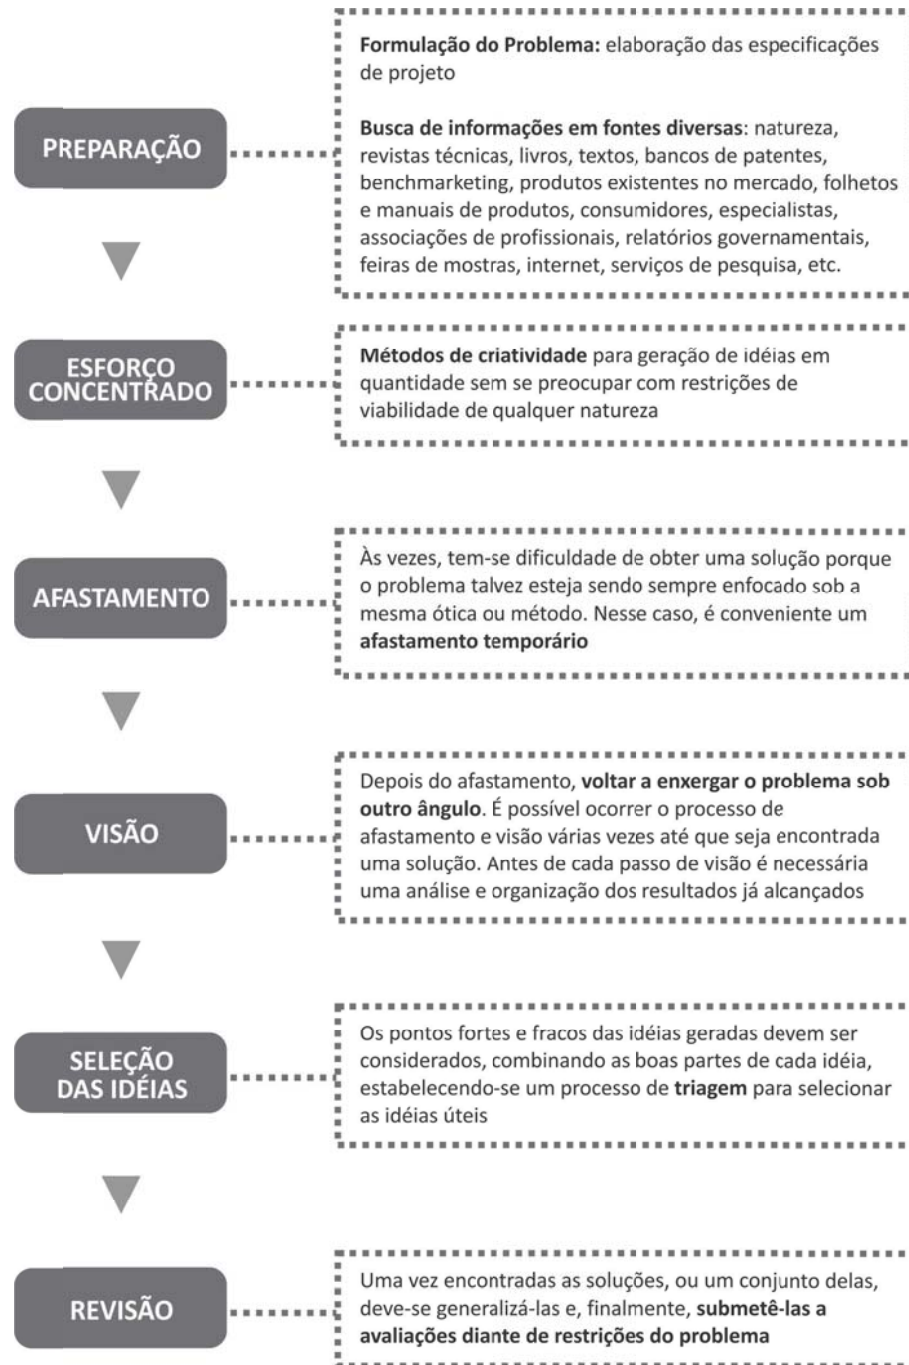 Formulação do Problema: elaboração das especificações
de projeto
PREPARAÇÃO
Busca de informações em fontes diversas: natureza,
revistas técnicas, livros, textos, bancos de patentes,
benchmarketing, produtos existentes no mercado, folhetos
e manuais de produtos, consumidores, especialistas,
associações de profissionais, relatórios governamentais,
feiras de mostras, internet, serviços de pesquisa, etc.
ESFORÇO
CONCENTRADO
Métodos de criatividade para geração de idéias em
quantidade sem se preocupar com restrições de
viabilidade de qualquer natureza
AFASTAMENTO
Às vezes, tem-se dificuldade de obter uma solução porque
o problema talvez esteja sendo sempre enfocado sob a
mesma ótica ou método. Nesse caso, é conveniente um
afastamento temporário
VISÃO
Depois do afastamento, voltar a enxergar o problema sob
outro ângulo. É possível ocorrer o processo de
afastamento e visão várias vezes até que seja encontrada
uma solução. Antes de cada passo de visão é necessária
uma análise e organização dos resultados já alcançados
SELEÇÃO
DAS IDÉIAS
Os pontos fortes e fracos das idéias geradas devem ser
considerados, combinando as boas partes de cada idéia,
estabelecendo-se um processo de triagem para selecionar
as idéias úteis
REVISÃO
Uma vez encontradas as soluções, ou um conjunto delas,
deve-se generalizá-las e, finalmente, submetê-las a
avaliações diante de restrições do problema